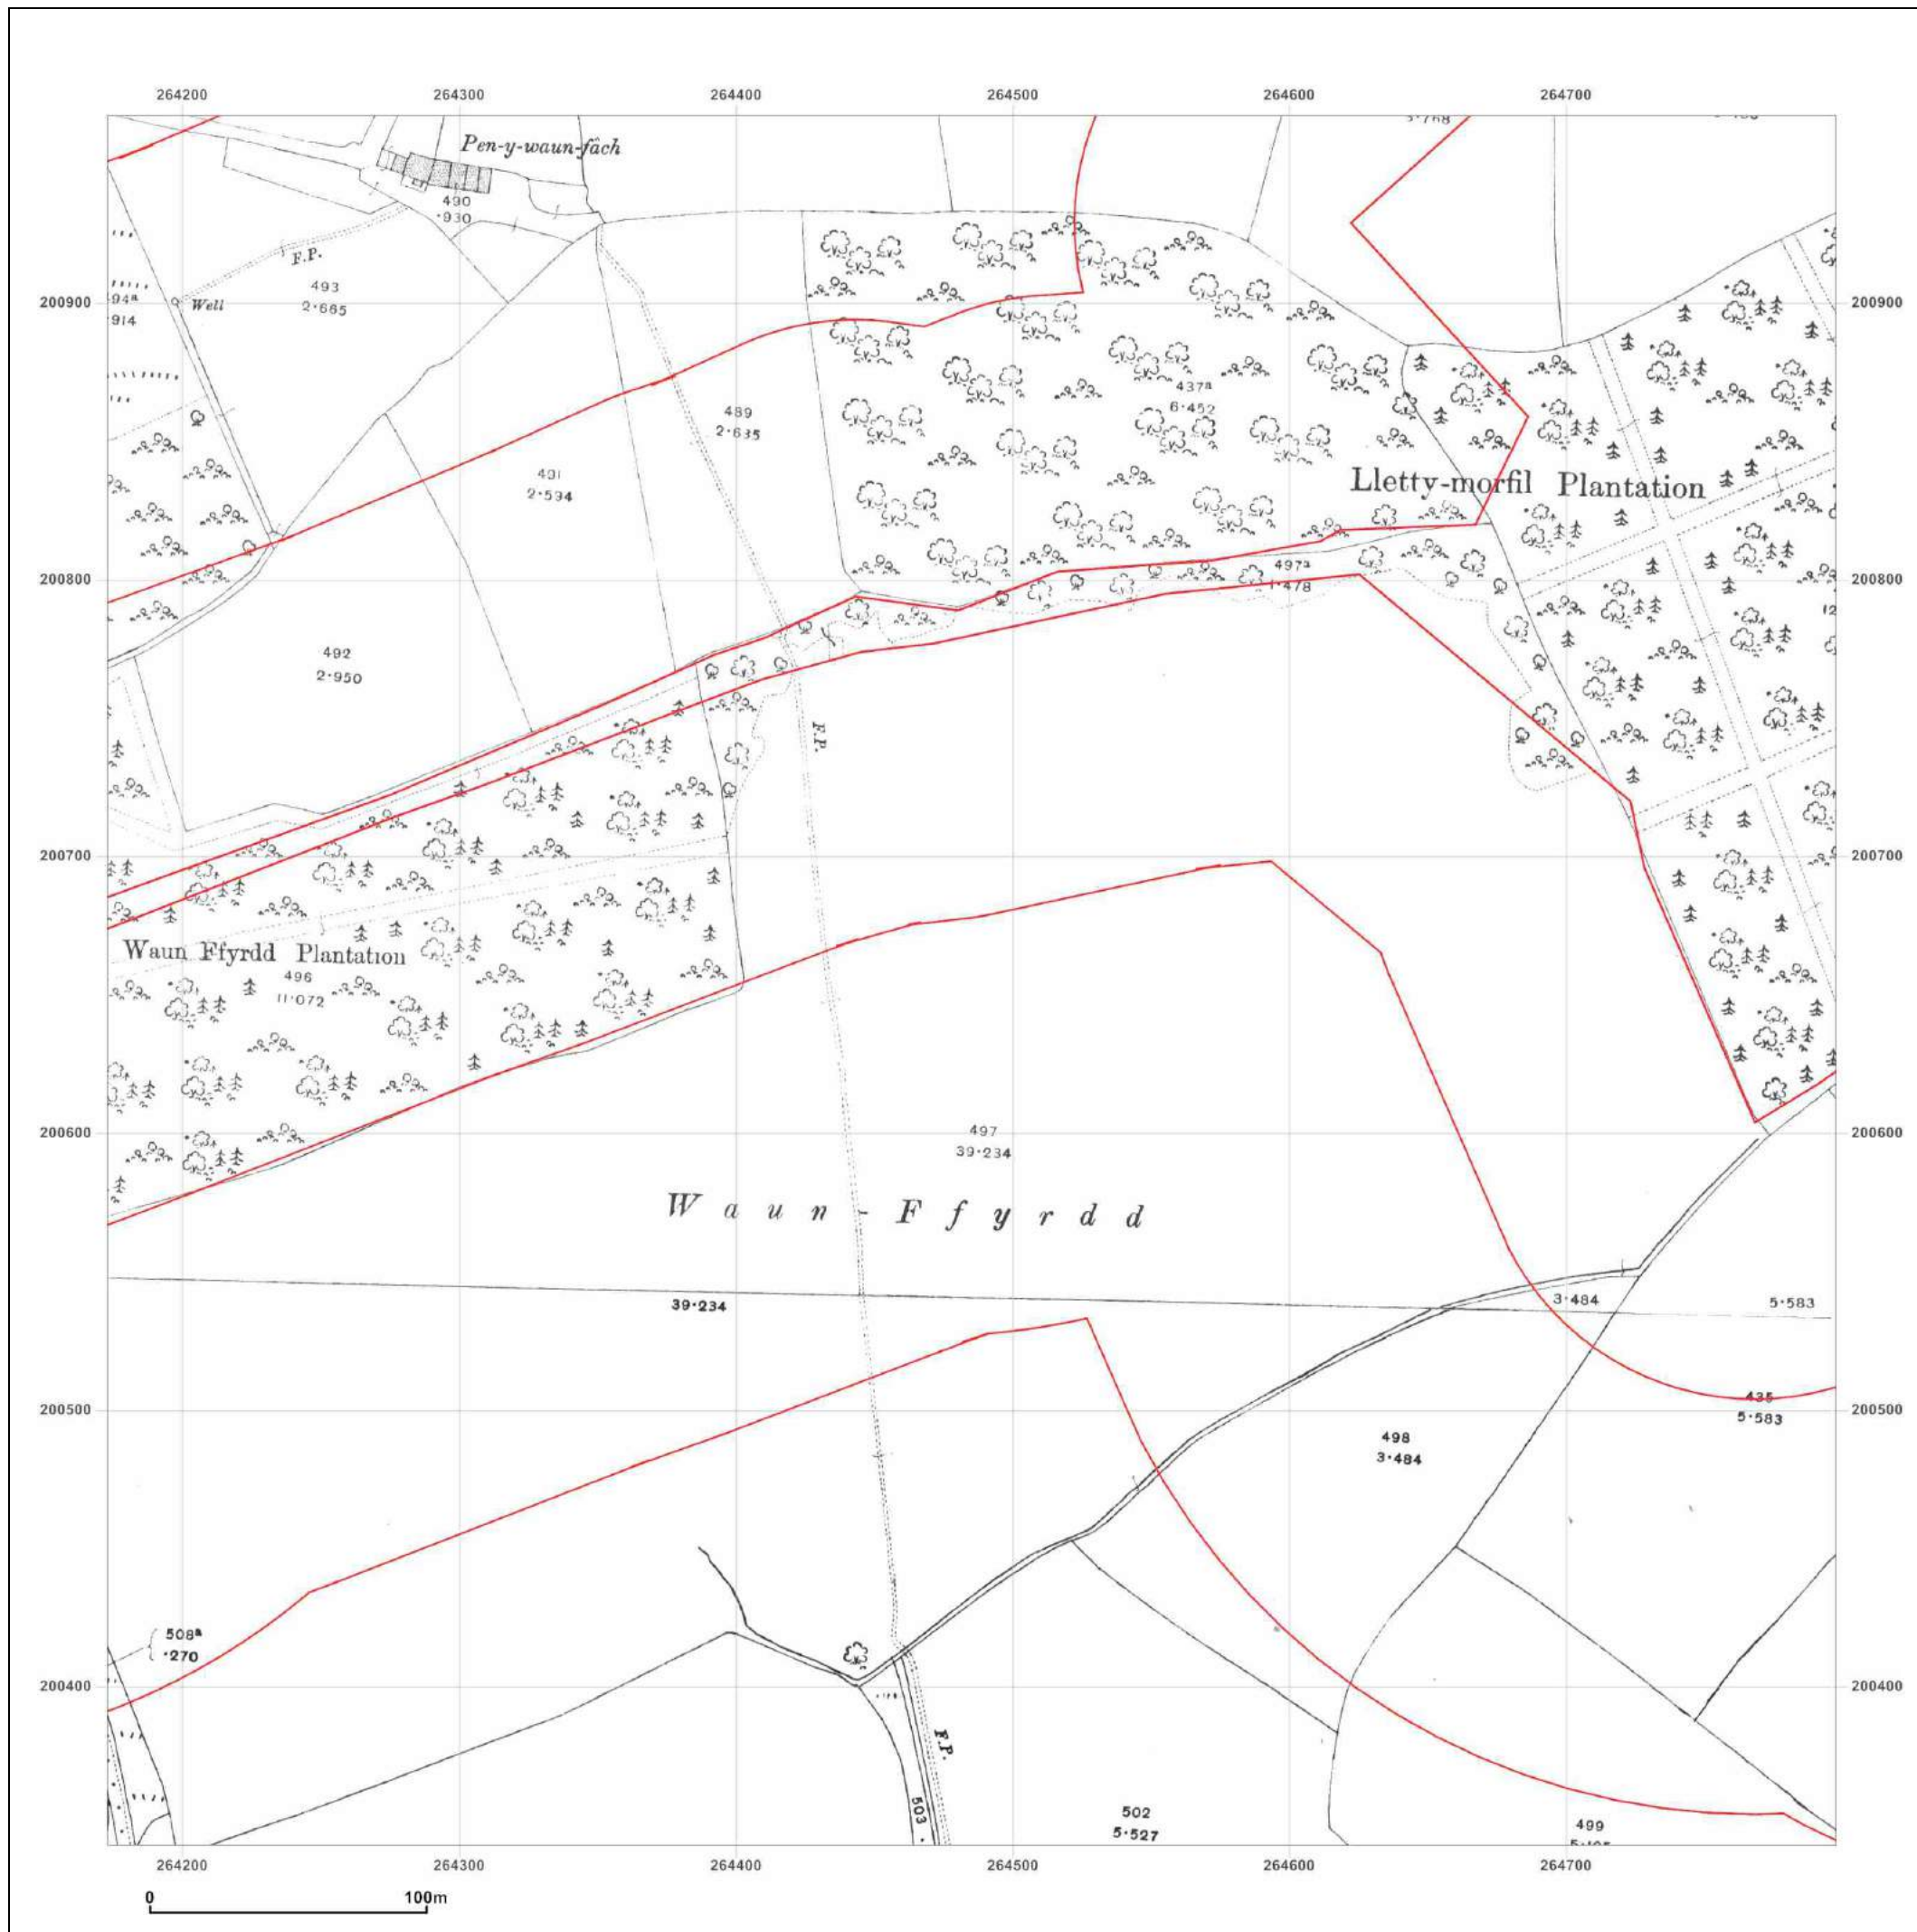 264200 264300 264400 264500 264600 264700
Pen-y-waun-fâch
490
·930
F.P.
493
2·665
Well
94ᵃ
914
200900 200900
489
2·635
491
2·594
437ᵃ
6·452
Lletty-morfil Plantation
200800 200800
497ᵃ
1·478
492
2·950
F.P.
200700 200700
Waun Ffyrdd Plantation
496
11·072
200600 200600
497
39·234
Waun-Ffyrdd
39·234
3·484
5·583
435
5·583
200500 200500
498
3·484
508ᵃ
·270
200400 200400
F.P.
503
502
5·527
499
264200 264300 264400 264500 264600 264700
0 100m